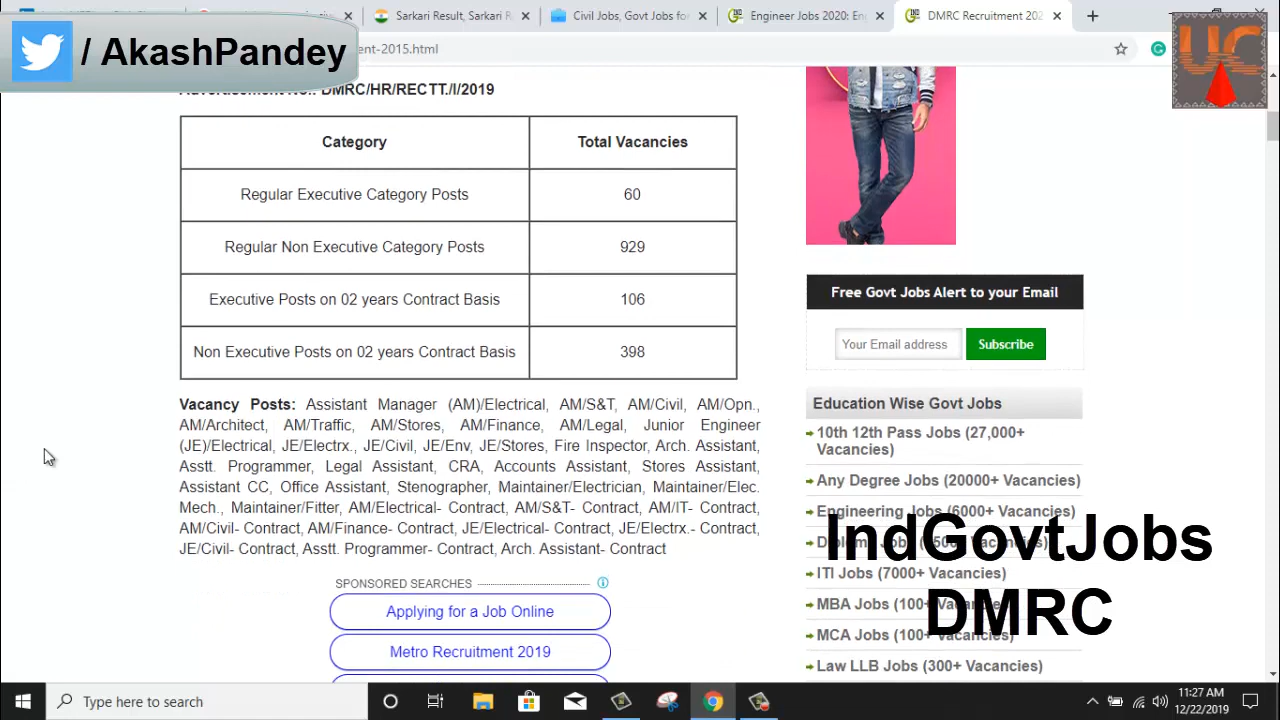 / AkashPandey
Sarkari Result, Sarkari R
Civil Jobs, Govt Jobs for
Engineer Jobs 2020: En
DMRC Recruitment 202
ent-2015.html
DMRC/HR/RECTT./I/2019
Category Total Vacancies
Regular Executive Category Posts 60
Regular Non Executive Category Posts 929
Executive Posts on 02 years Contract Basis 106
Non Executive Posts on 02 years Contract Basis 398
Vacancy Posts: Assistant Manager (AM)/Electrical, AM/S&T, AM/Civil, AM/Opn.,
AM/Architect, AM/Traffic, AM/Stores, AM/Finance, AM/Legal, Junior Engineer
(JE)/Electrical, JE/Electrx., JE/Civil, JE/Env, JE/Stores, Fire Inspector, Arch. Assistant,
Asstt. Programmer, Legal Assistant, CRA, Accounts Assistant, Stores Assistant,
Assistant CC, Office Assistant, Stenographer, Maintainer/Electrician, Maintainer/Elec.
Mech., Maintainer/Fitter, AM/Electrical- Contract, AM/S&T- Contract, AM/IT- Contract,
AM/Civil- Contract, AM/Finance- Contract, JE/Electrical- Contract, JE/Electrx.- Contract,
JE/Civil- Contract, Asstt. Programmer- Contract, Arch. Assistant- Contract
SPONSORED SEARCHES
Applying for a Job Online
Metro Recruitment 2019
UC
Free Govt Jobs Alert to your Email
Your Email address Subscribe
Education Wise Govt Jobs
10th 12th Pass Jobs (27,000+
Vacancies)
Any Degree Jobs (20000+ Vacancies)
Engineering Jobs (6000+ Vacancies)
IndGovtJobs
ITI Jobs (7000+ Vacancies)
MBA Jobs (100+
DMRC
MCA Jobs (100+ Vacancies)
Law LLB Jobs (300+ Vacancies)
Type here to search
11:27 AM
12/22/2019